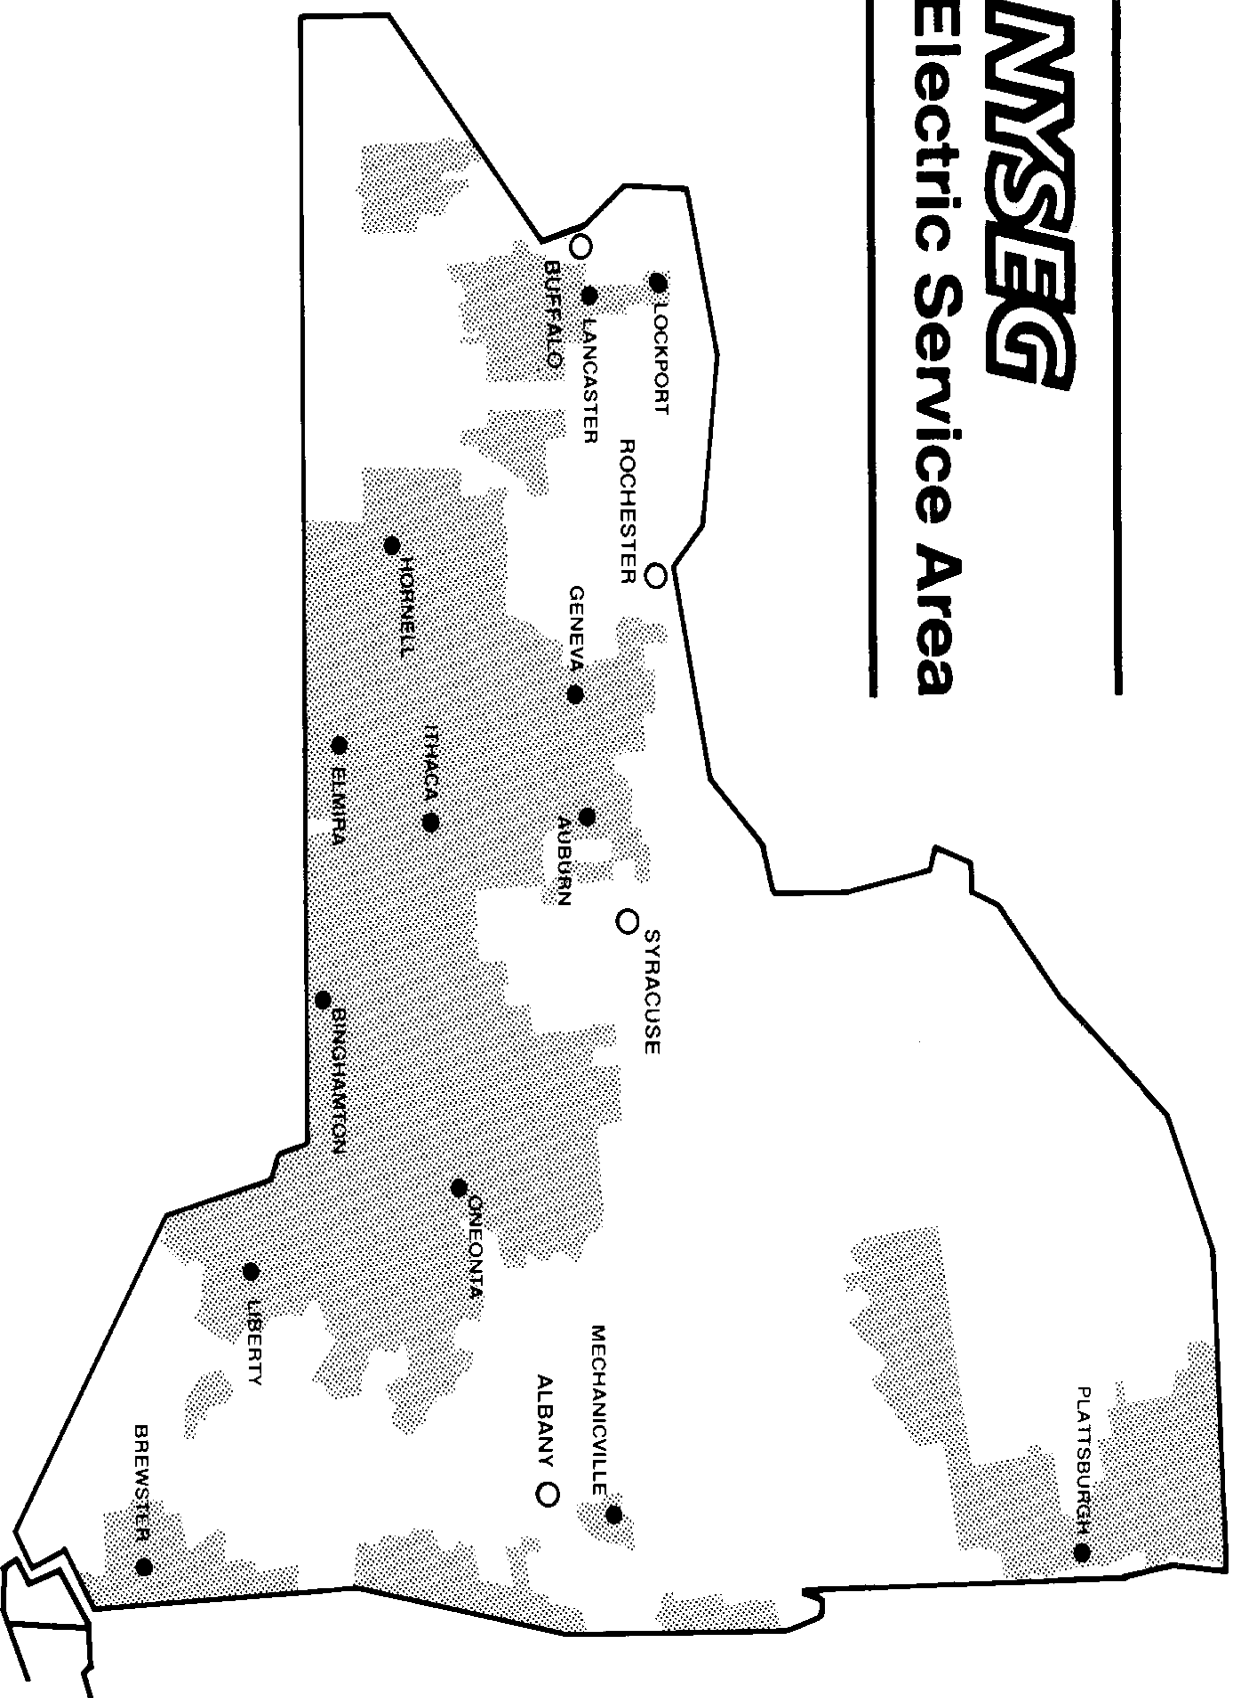 NYSEG
Electric Service Area
PLATTSBURGH
LOCKPORT
ROCHESTER
SYRACUSE
LANCASTER
BUFFALO
GENEVA
AUBURN
MECHANICVILLE
ALBANY
ITHACA
ONEONTA
HORNELL
ELMIRA
BINGHAMTON
LIBERTY
BREWSTER